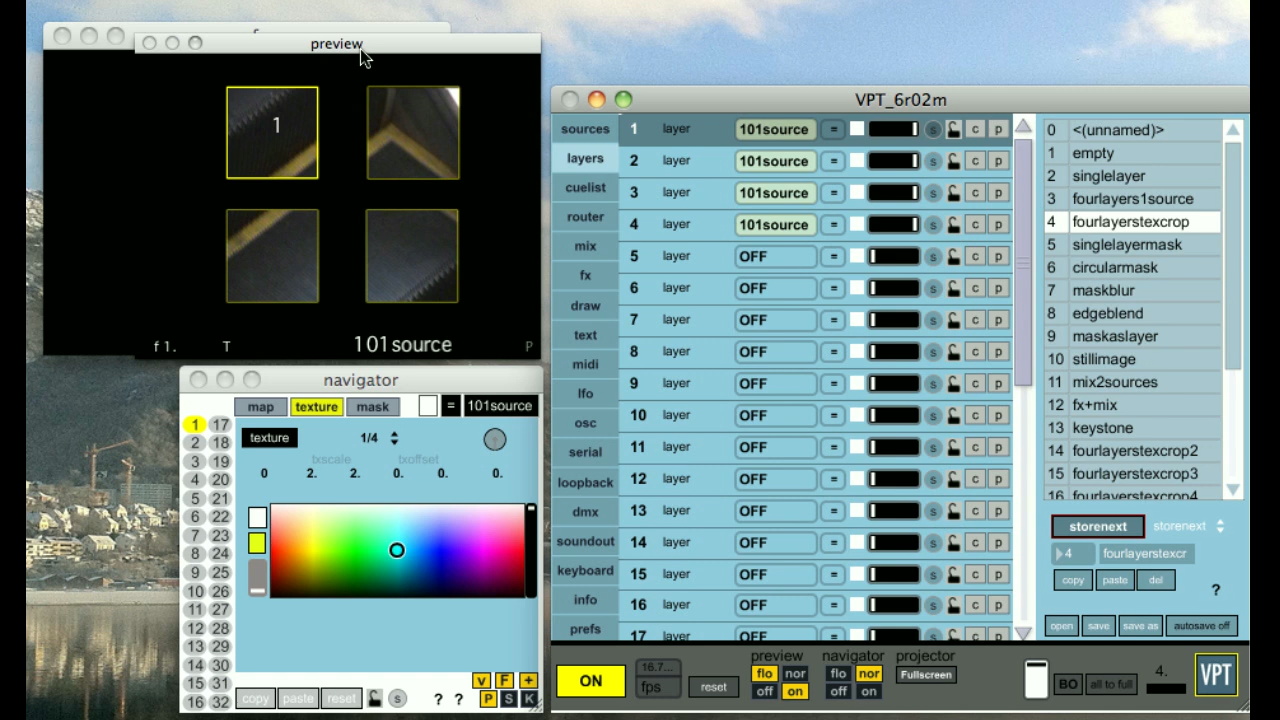 preview
1
f 1. T 101source P
navigator
map texture mask = 101source
texture 1/4
txscale txoffset
0 2. 2. 0. 0. 0.
1 17
2 18
3 19
4 20
5 21
6 22
7 23
8 24
9 25
10 26
11 27
12 28
13 29
14 30
15 31
16 32
copy paste reset s ? ?
v F +
P S K
VPT_6r02m
sources
layers
cuelist
router
mix
fx
draw
text
midi
lfo
osc
serial
loopback
dmx
soundout
keyboard
info
prefs
1 layer 101source = s c p
2 layer 101source = s c p
3 layer 101source = s c p
4 layer 101source = s c p
5 layer OFF = s c p
6 layer OFF = s c p
7 layer OFF = s c p
8 layer OFF = s c p
9 layer OFF = s c p
10 layer OFF = s c p
11 layer OFF = s c p
12 layer OFF = s c p
13 layer OFF = s c p
14 layer OFF = s c p
15 layer OFF = s c p
16 layer OFF = s c p
17 layer OFF = s c p
0 <(unnamed)>
1 empty
2 singlelayer
3 fourlayers1source
4 fourlayerstexcrop
5 singlelayermask
6 circularmask
7 maskblur
8 edgeblend
9 maskaslayer
10 stillimage
11 mix2sources
12 fx+mix
13 keystone
14 fourlayerstexcrop2
15 fourlayerstexcrop3
16 fourlayerstexcrop4
storenext storenext
4 fourlayerstexcr
copy paste del
?
open save save as autosave off
ON
16.7...
fps
reset
preview
flo nor
off on
navigator
flo nor
off on
projector
Fullscreen
BO all to full
4.
VPT